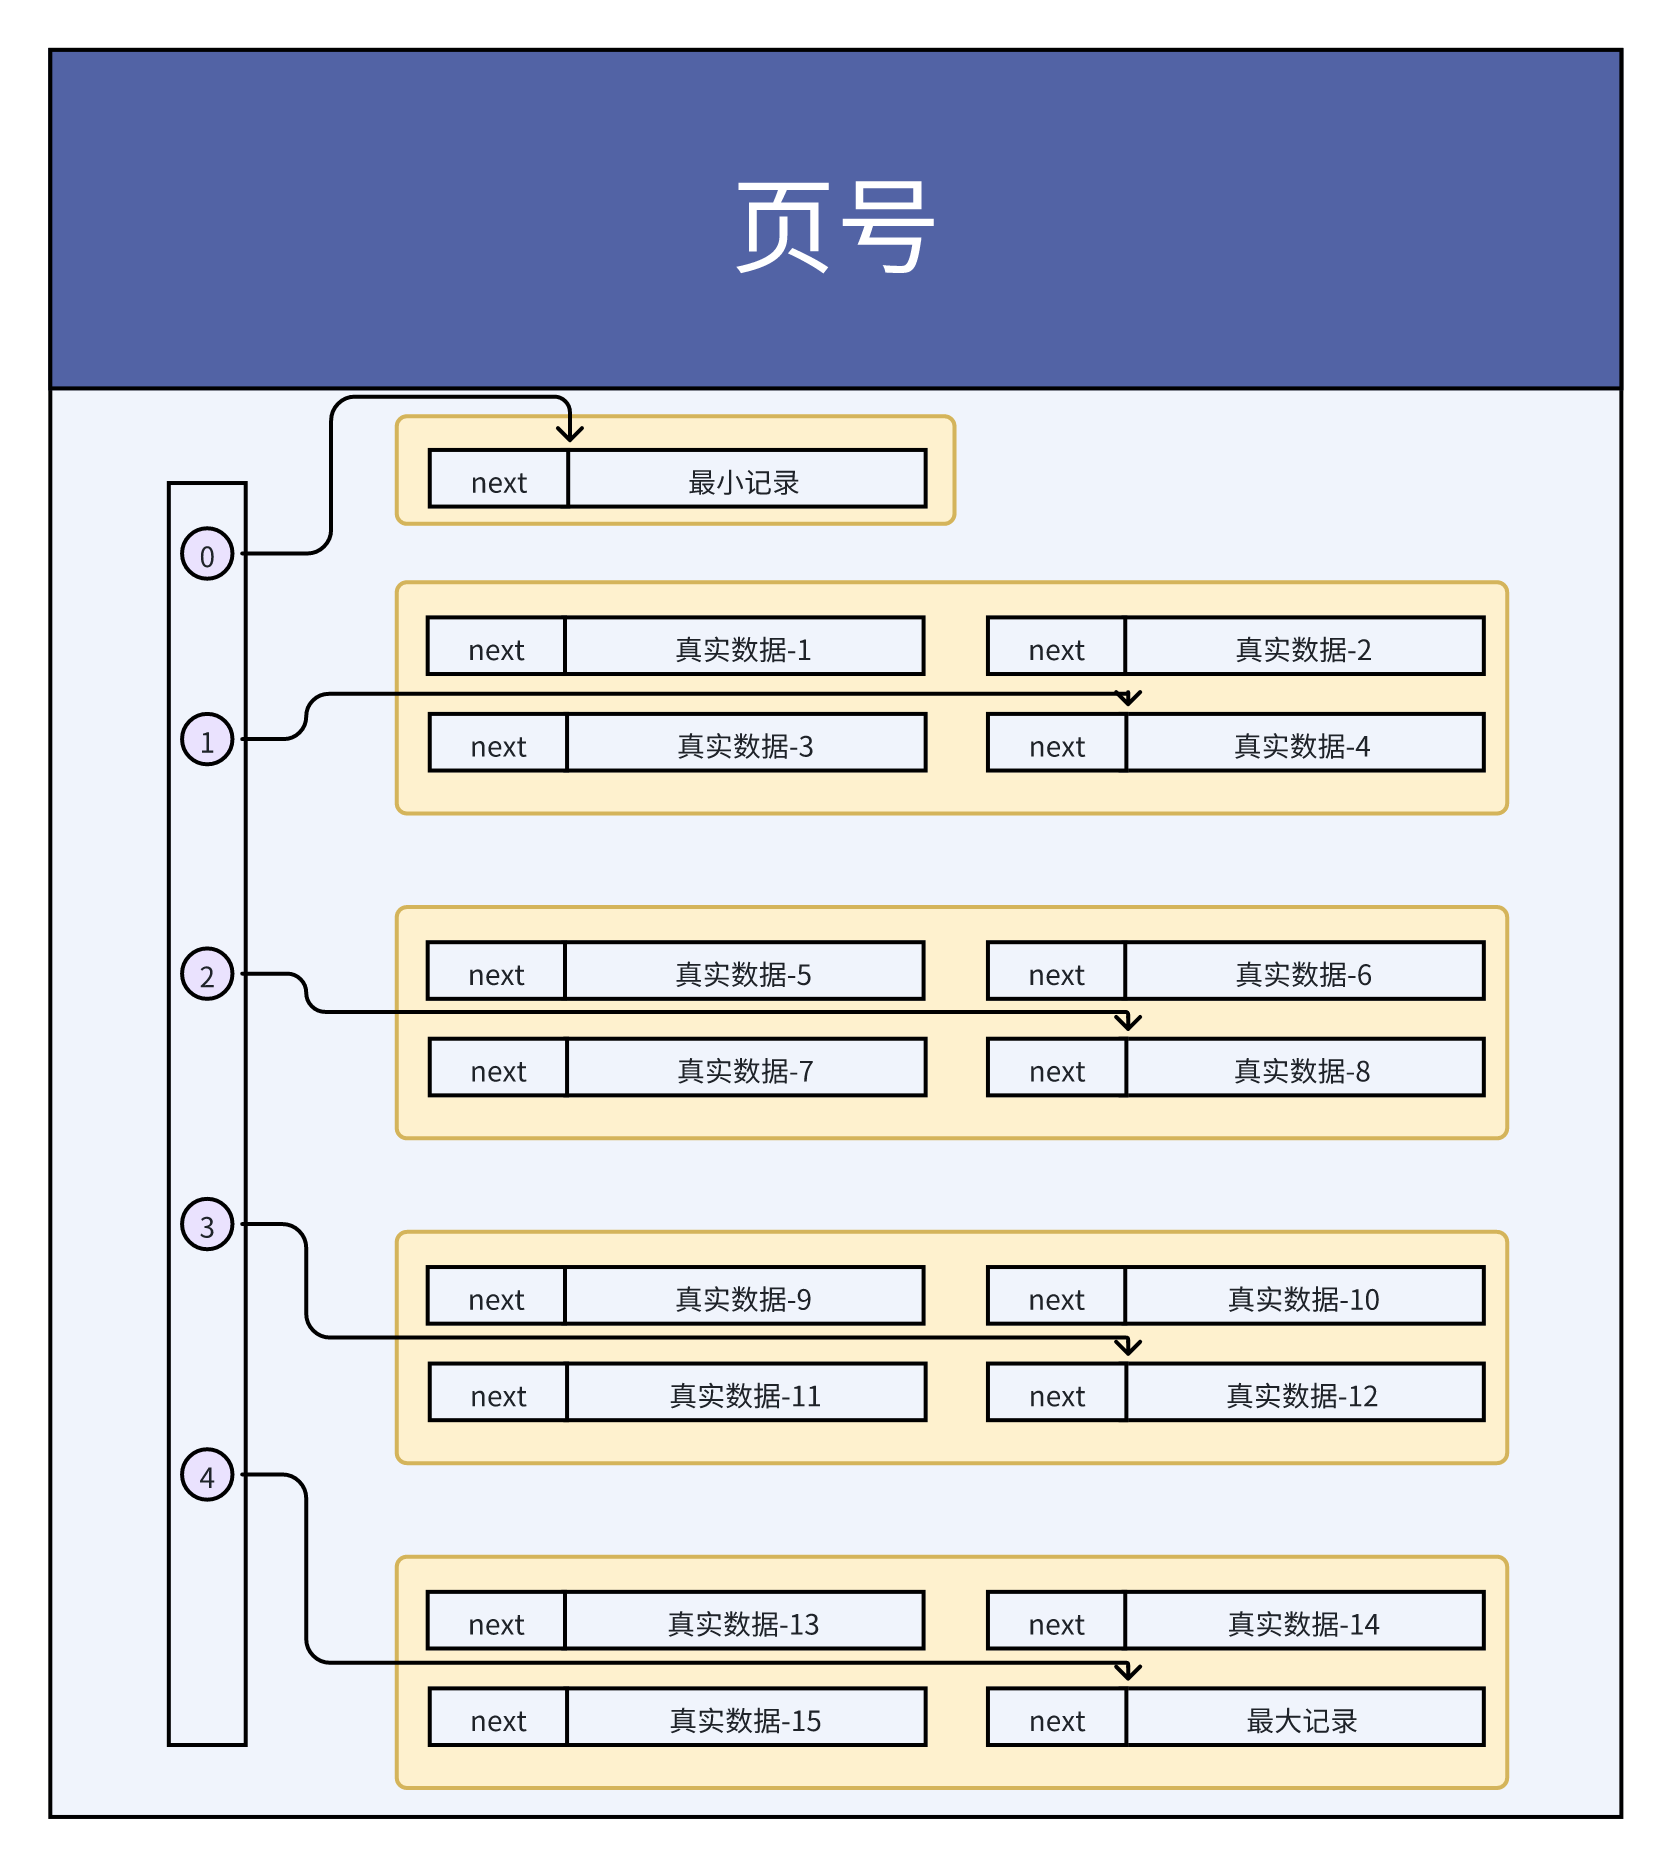 页号
0
next 最小记录
1
next 真实数据-1 next 真实数据-2
next 真实数据-3 next 真实数据-4
2
next 真实数据-5 next 真实数据-6
next 真实数据-7 next 真实数据-8
3
next 真实数据-9 next 真实数据-10
next 真实数据-11 next 真实数据-12
4
next 真实数据-13 next 真实数据-14
next 真实数据-15 next 最大记录